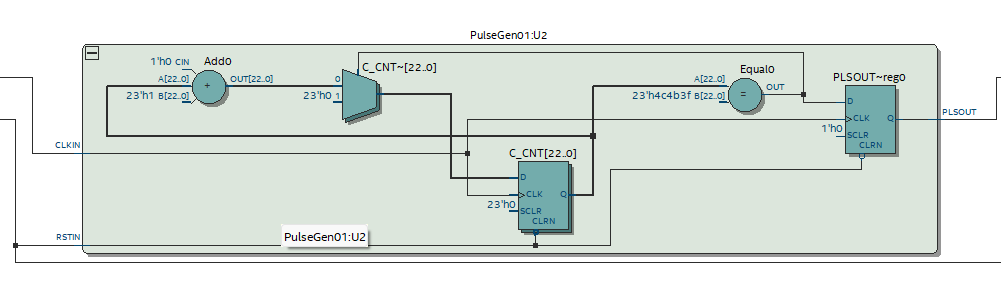 PulseGen01:U2
1'h0 CIN
Add0
A[22..0]
OUT[22..0]
23'h1 B[22..0]
+
C_CNT~[22..0]
0
23'h0
1
Equal0
A[22..0]
OUT
23'h4c4b3f B[22..0]
=
PLSOUT~reg0
D
CLK
Q
1'h0
SCLR
CLRN
PLSOUT
CLKIN
C_CNT[22..0]
D
CLK
Q
23'h0
SCLR
CLRN
RSTIN
PulseGen01:U2